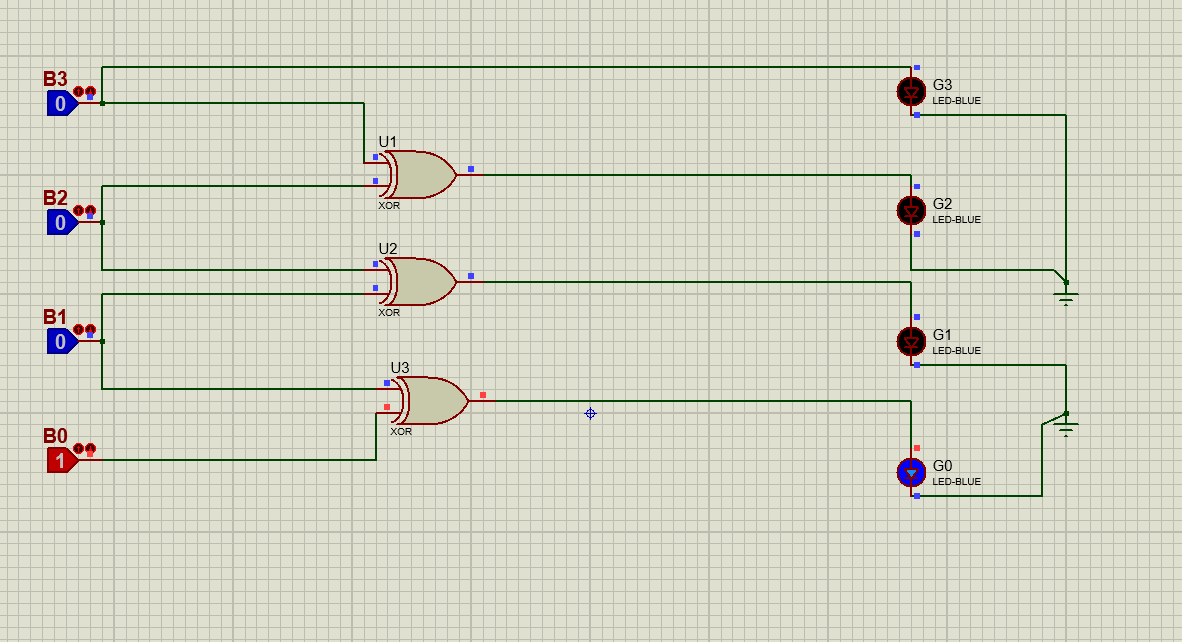 B3
0
G3
LED-BLUE
U1
XOR
B2
0
G2
LED-BLUE
U2
XOR
B1
0
G1
LED-BLUE
U3
XOR
B0
1
G0
LED-BLUE